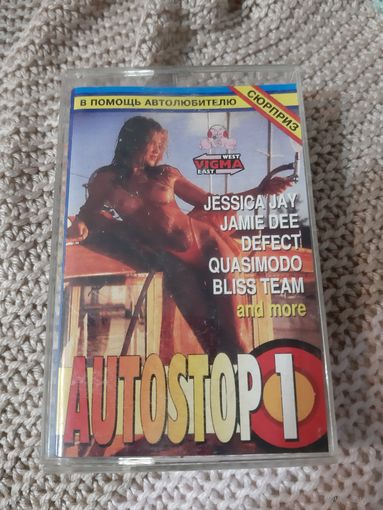 В ПОМОЩЬ АВТОЛЮБИТЕЛЮ
СЮРПРИЗ
WEST
VIGMA
EAST
JESSICA JAY
JAMIE DEE
DEFECT
QUASIMODO
BLISS TEAM
and more
AUTOSTOP 1